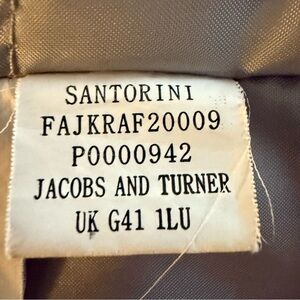 SANTORINI
FAJKRAF20009
P0000942
JACOBS AND TURNER
UK G41 1LU